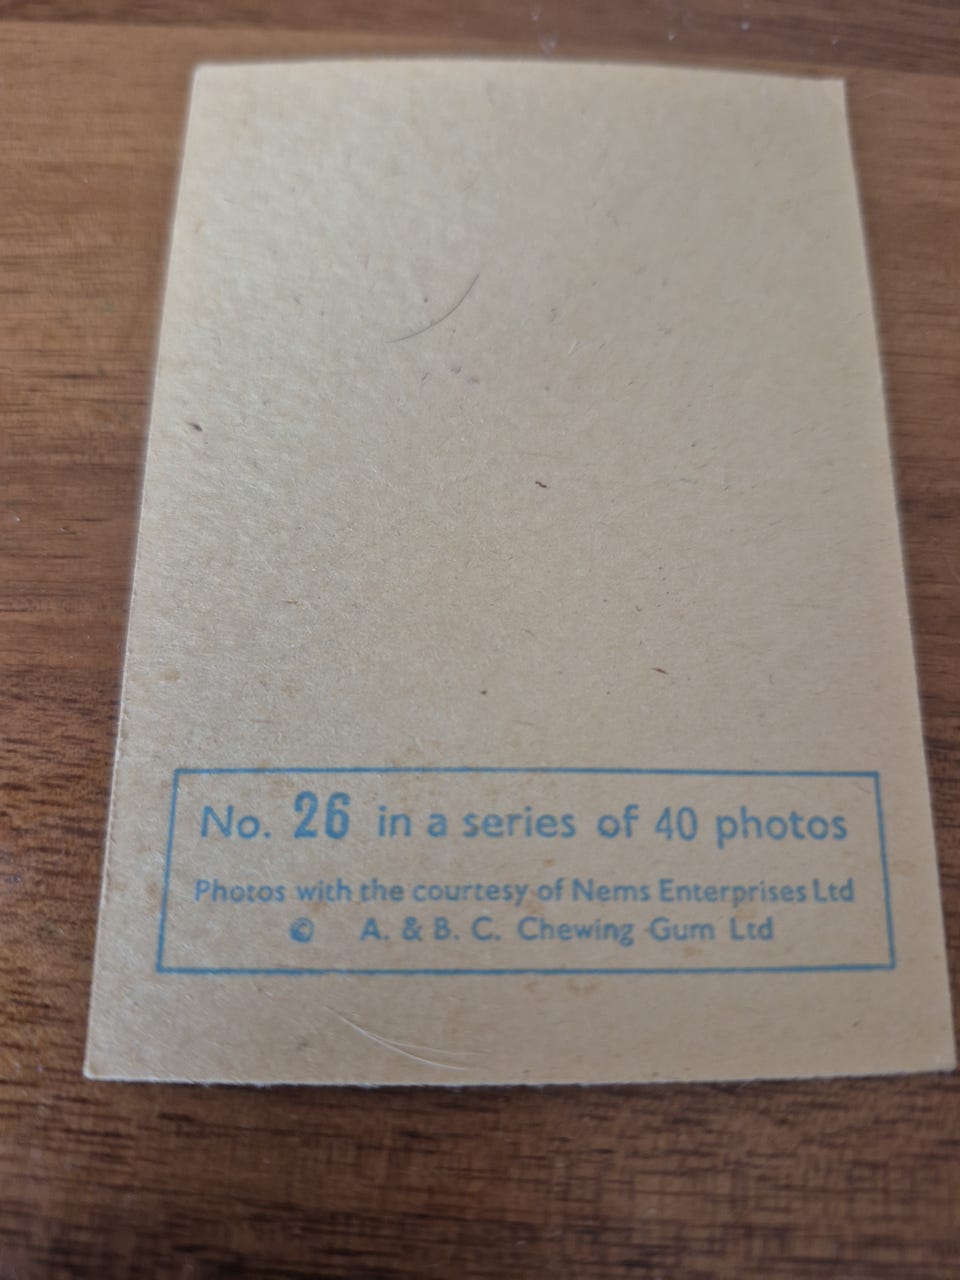 No. 26 in a series of 40 photos
Photos with the courtesy of Nems Enterprises Ltd
© A. & B. C. Chewing Gum Ltd